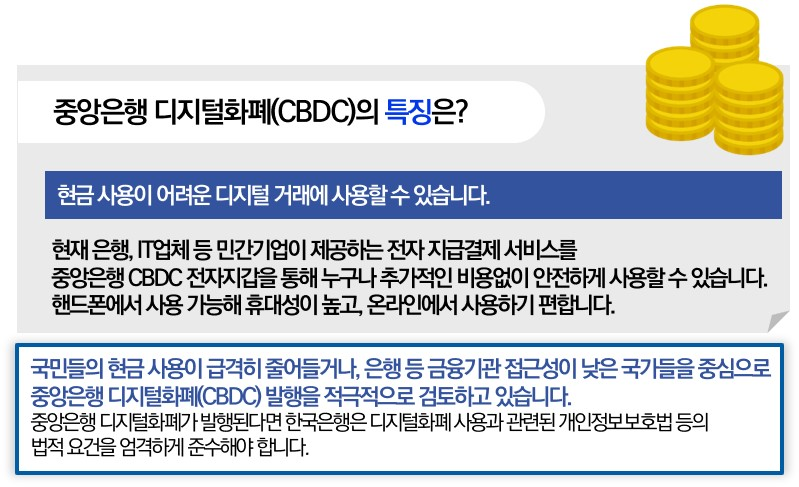 중앙은행 디지털화폐(CBDC)의 특징은?
현금 사용이 어려운 디지털 거래에 사용할 수 있습니다.
현재 은행, IT업체 등 민간기업이 제공하는 전자 지급결제 서비스를
중앙은행 CBDC 전자지갑을 통해 누구나 추가적인 비용없이 안전하게 사용할 수 있습니다.
핸드폰에서 사용 가능해 휴대성이 높고, 온라인에서 사용하기 편합니다.
국민들의 현금 사용이 급격히 줄어들거나, 은행 등 금융기관 접근성이 낮은 국가들을 중심으로
중앙은행 디지털화폐(CBDC) 발행을 적극적으로 검토하고 있습니다.
중앙은행 디지털화폐가 발행된다면 한국은행은 디지털화폐 사용과 관련된 개인정보보호법 등의
법적 요건을 엄격하게 준수해야 합니다.